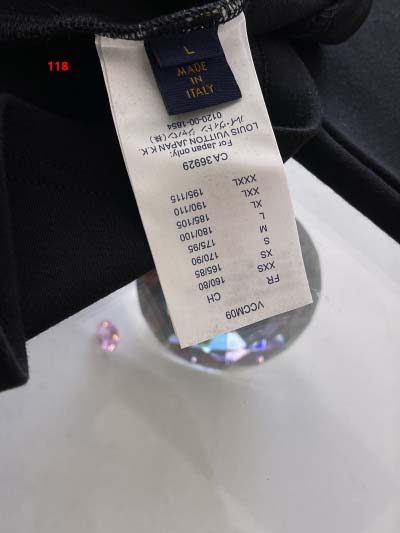 118
L
MADE
IN
ITALY
VCCM09
FR CH
XXS 160/80
XS 165/85
S 170/90
M 175/95
L 180/100
XL 185/105
XXL 190/110
XXXL 195/115
CA36929
For Japan only:
LOUIS VUITTON JAPAN K.K.
ルイ・ヴィトン ジャパン(株)
0120-00-1854